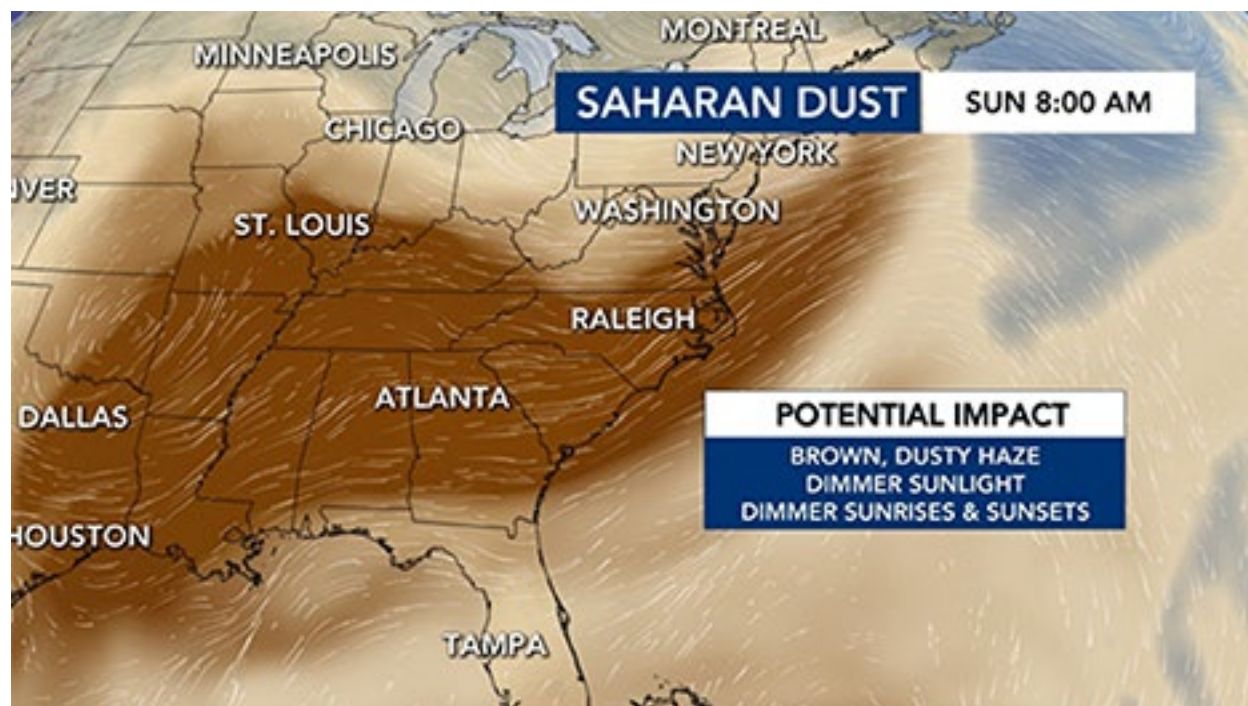 MONTREAL
MINNEAPOLIS
SAHARAN DUST
SUN 8:00 AM
CHICAGO
NEW YORK
NVER
WASHINGTON
ST. LOUIS
RALEIGH
ATLANTA
DALLAS
POTENTIAL IMPACT
BROWN, DUSTY HAZE
DIMMER SUNLIGHT
DIMMER SUNRISES & SUNSETS
HOUSTON
TAMPA